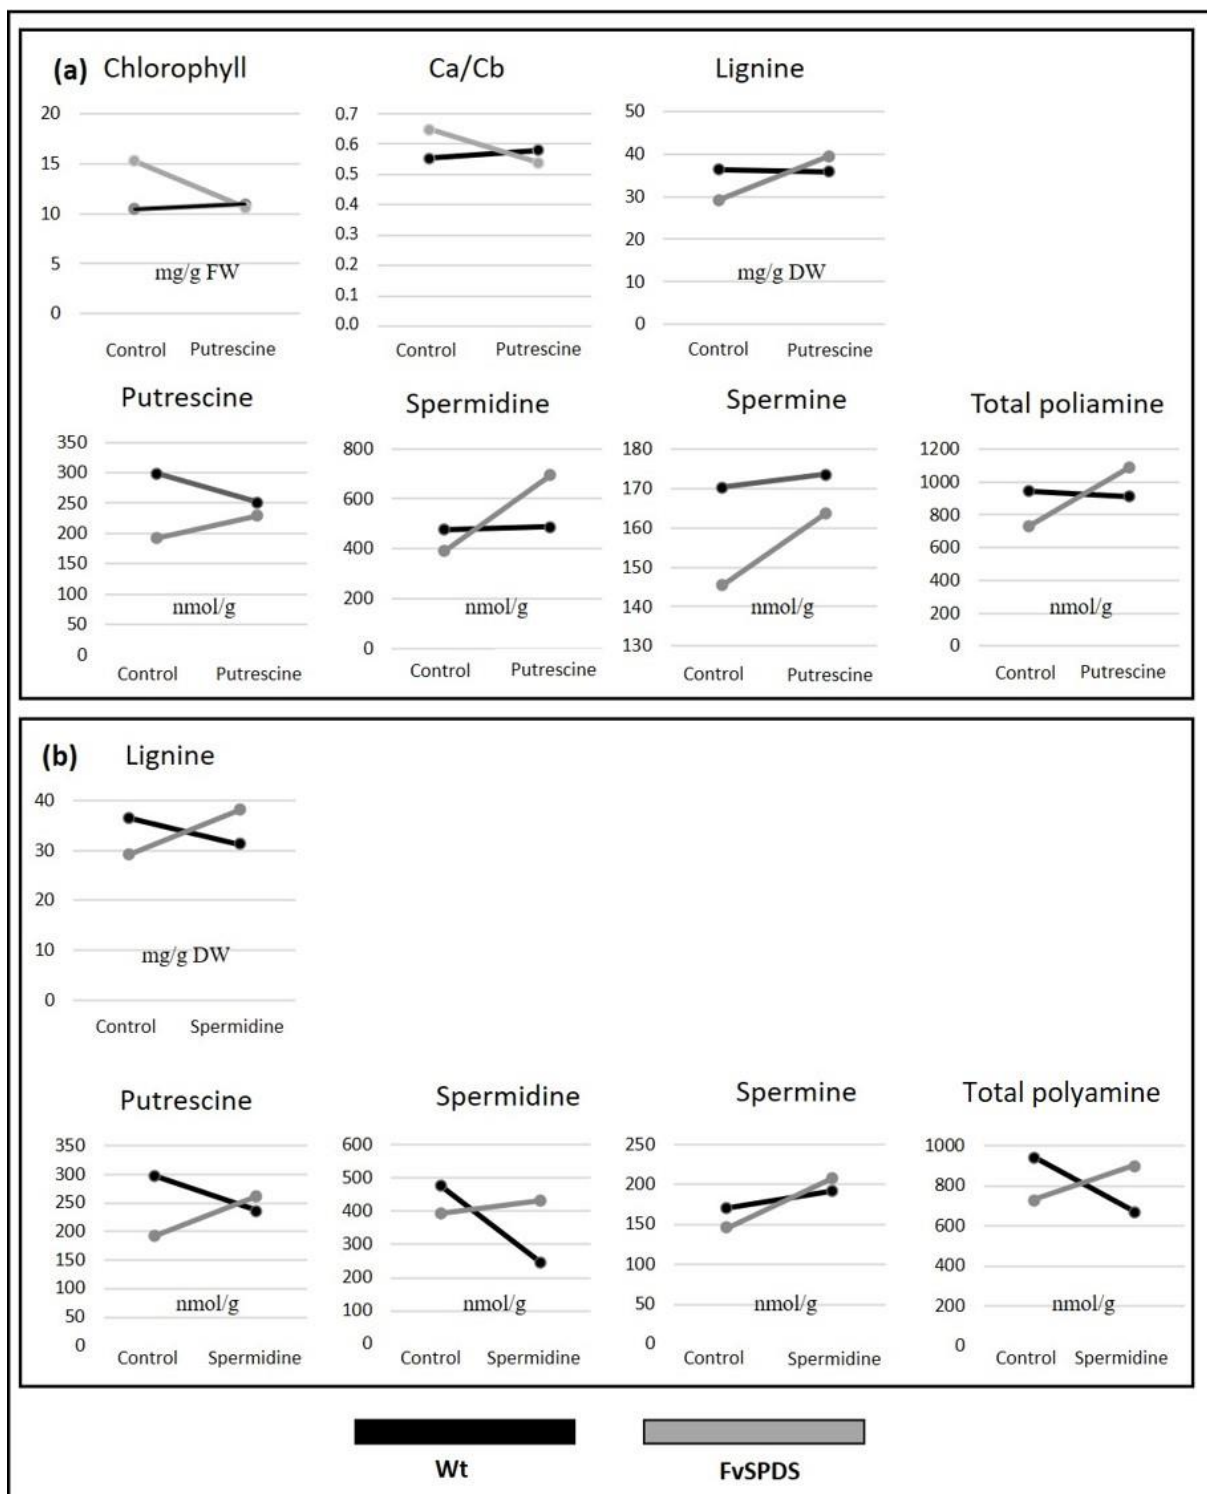 (a) Chlorophyll Ca/Cb Lignine
20 0.7 50
15 0.6 40
10 0.5 30
5 0.4 20
0 0.3 10
0.2 0
0.1
0.0
mg/g FW mg/g DW
Control Putrescine Control Putrescine Control Putrescine
Putrescine Spermidine Spermine Total poliamine
350 800 180 1200
300 600 170 1000
250 400 160 800
200 200 150 600
150 0 140 400
100 130 200
50 0
0
nmol/g nmol/g nmol/g nmol/g
Control Putrescine Control Putrescine Control Putrescine Control Putrescine
(b) Lignine
40
30
20
10
0
mg/g DW
Control Spermidine
Putrescine Spermidine Spermine Total polyamine
350 600 250 1000
300 500 200 800
250 400 150 600
200 300 100 400
150 200 50 200
100 100 0 0
50 0
0
nmol/g nmol/g nmol/g nmol/g
Control Spermidine Control Spermidine Control Spermidine Control Spermidine
Wt FvSPDS